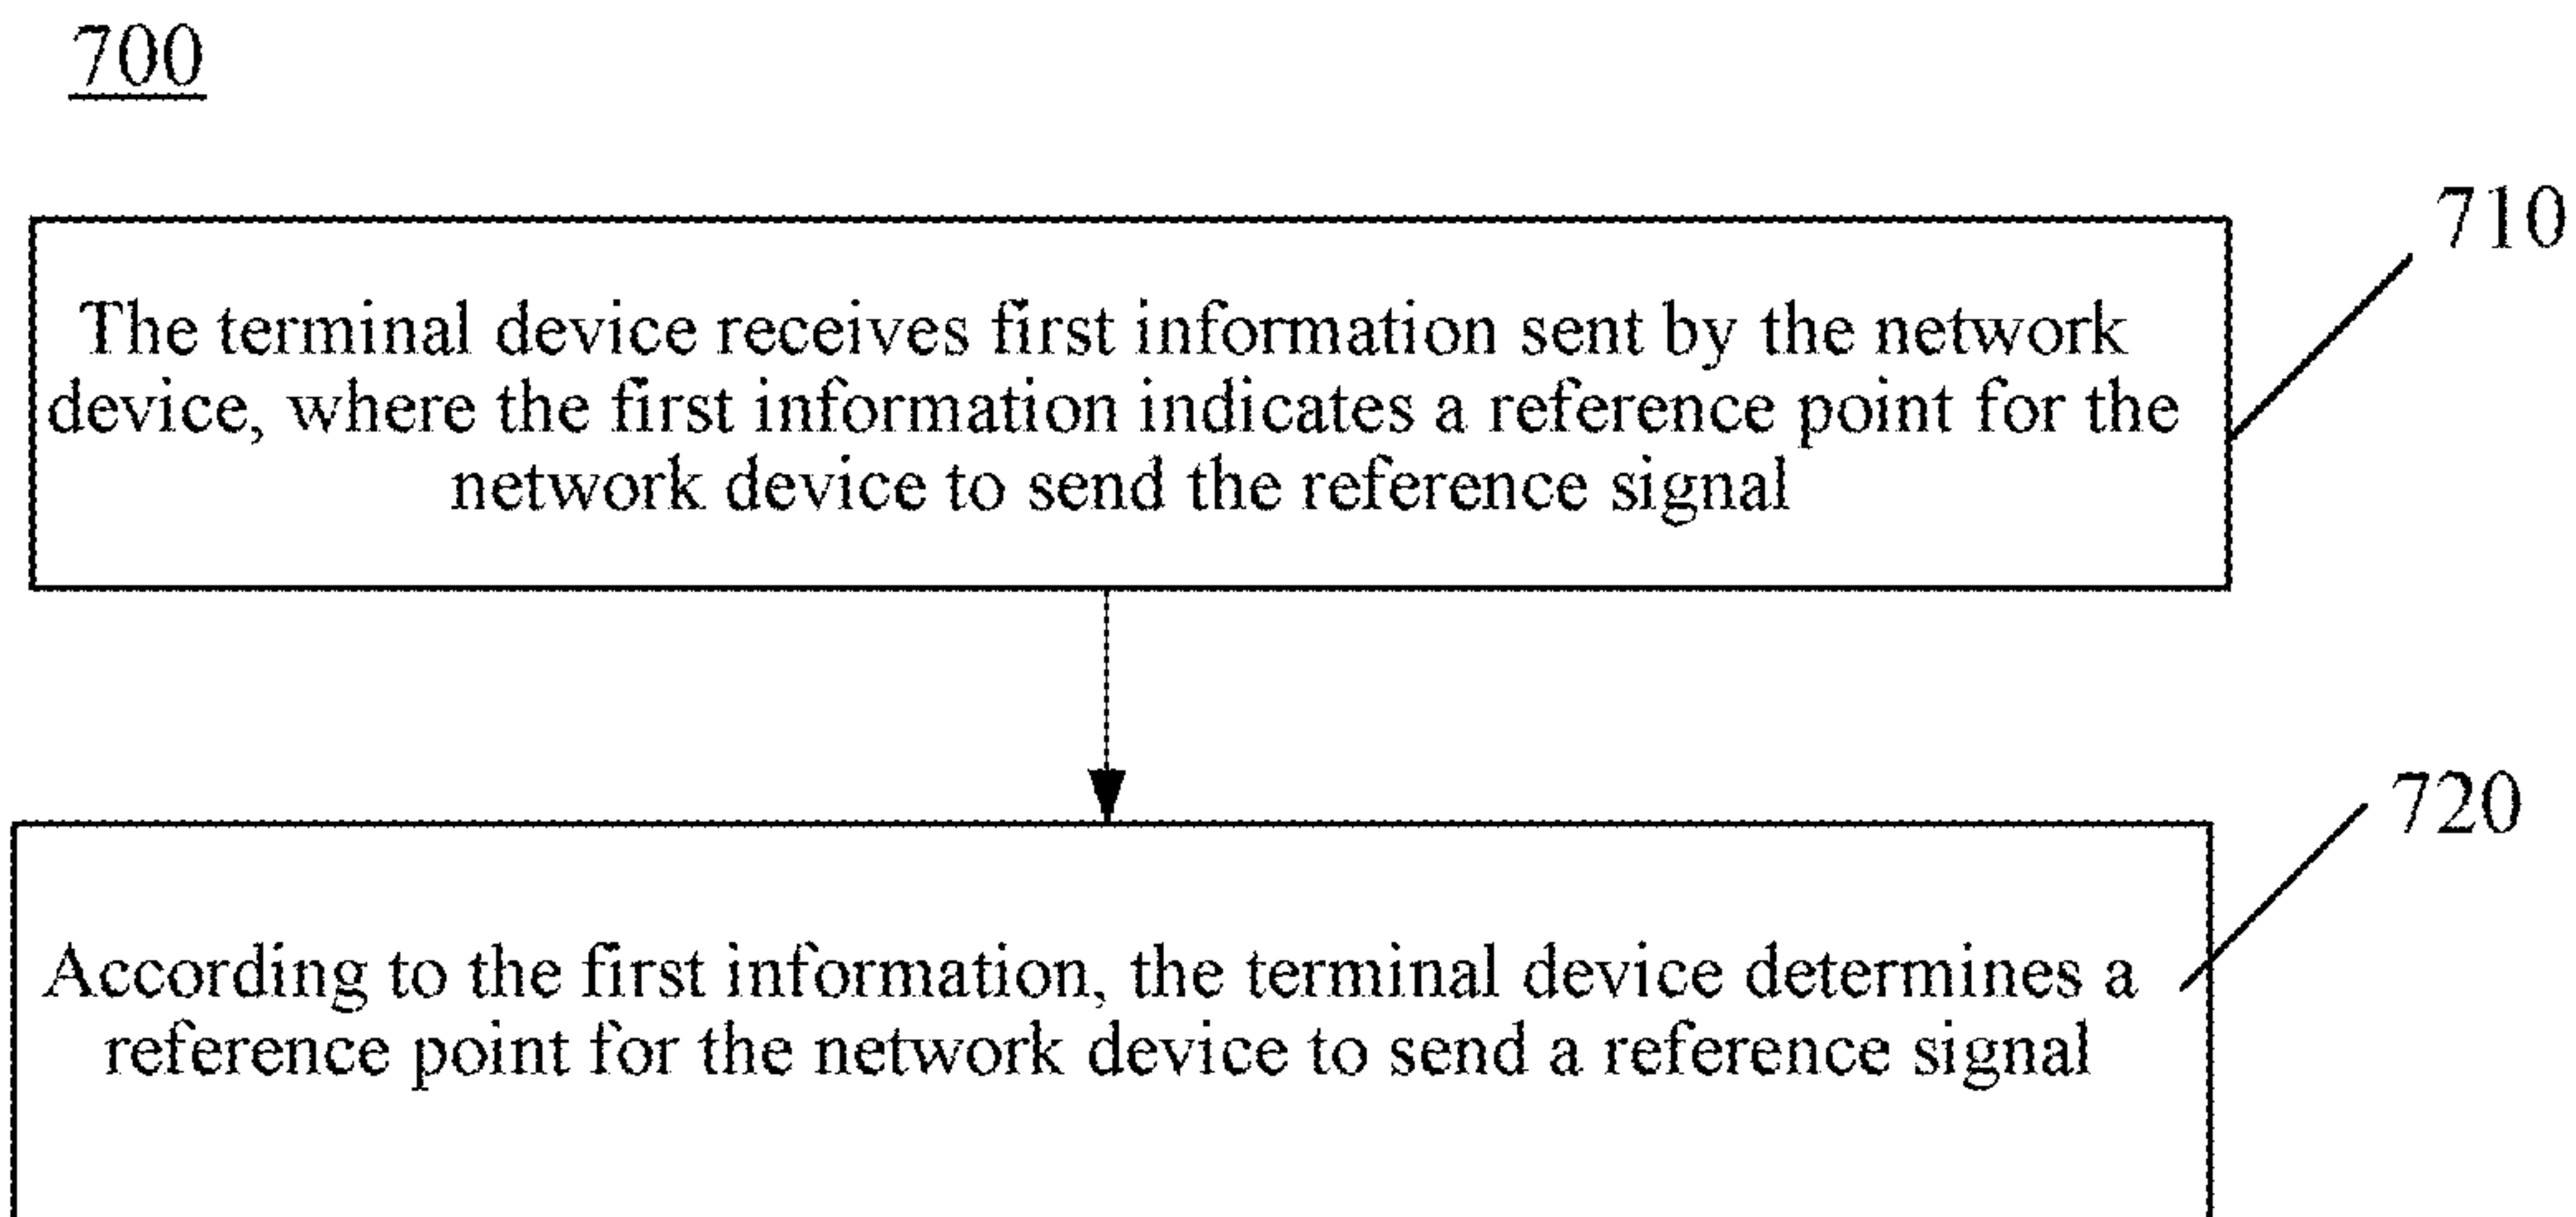 700
710
The terminal device receives first information sent by the network
device, where the first information indicates a reference point for the
network device to send the reference signal
720
According to the first information, the terminal device determines a
reference point for the network device to send a reference signal